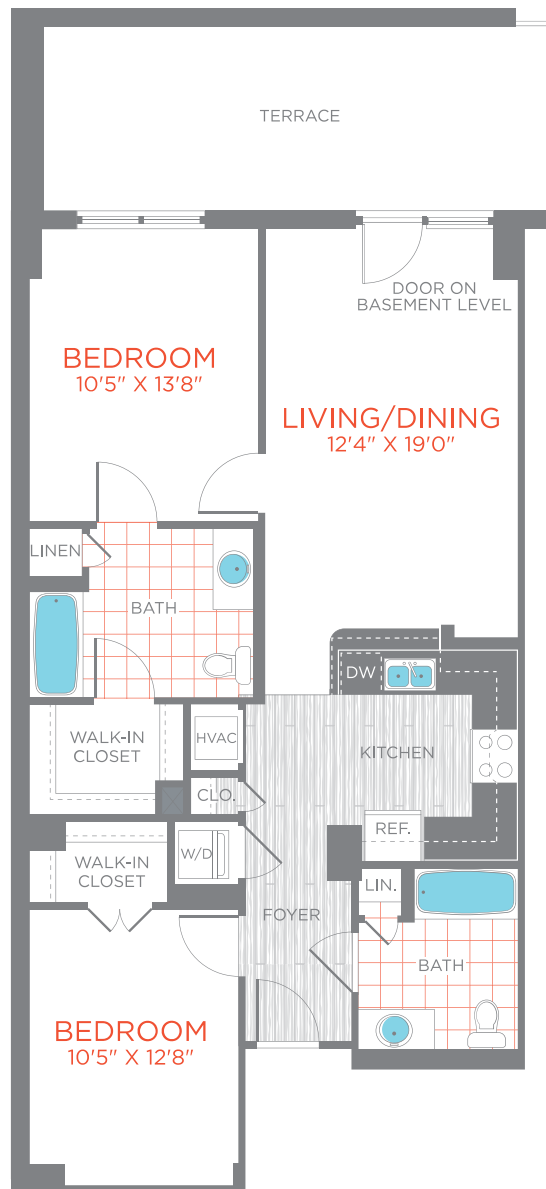 TERRACE
DOOR ON
BASEMENT LEVEL
BEDROOM
10'5" X 13'8"
LIVING/DINING
12'4" X 19'0"
LINEN
BATH
DW
WALK-IN
CLOSET
HVAC
KITCHEN
CLO.
REF.
W/D
WALK-IN
CLOSET
LIN.
FOYER
BATH
BEDROOM
10'5" X 12'8"